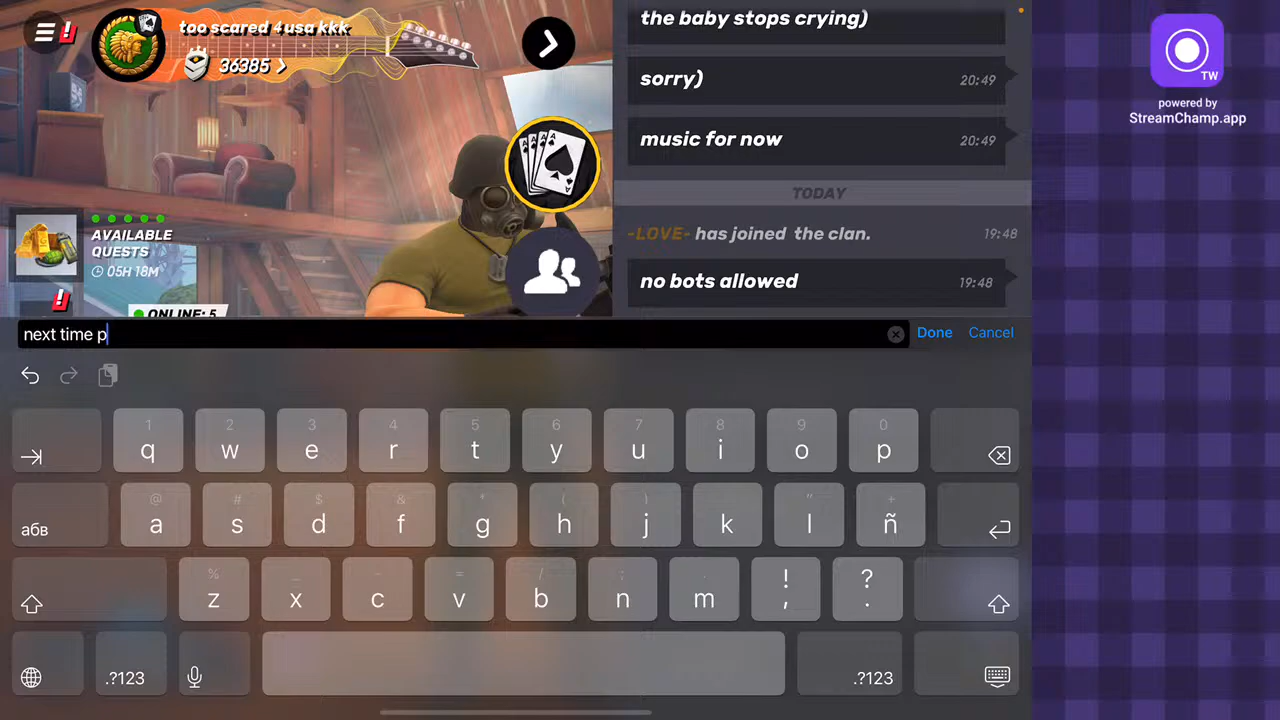 too scared 4 usa kkk
36385
AVAILABLE
QUESTS
05H 18M
ONLINE: 5
the baby stops crying)
sorry)
20:49
music for now
20:49
TODAY
-LOVE- has joined the clan.
19:48
no bots allowed
19:48
TW
powered by
StreamChamp.app
next time p
Done
Cancel
1 2 3 4 5 6 7 8 9 0
q w e r t y u i o p
@ # $ & * ( ) " +
абв a s d f g h j k l ñ
% - = / ; ! ?
z x c v b n m , .
.?123
.?123